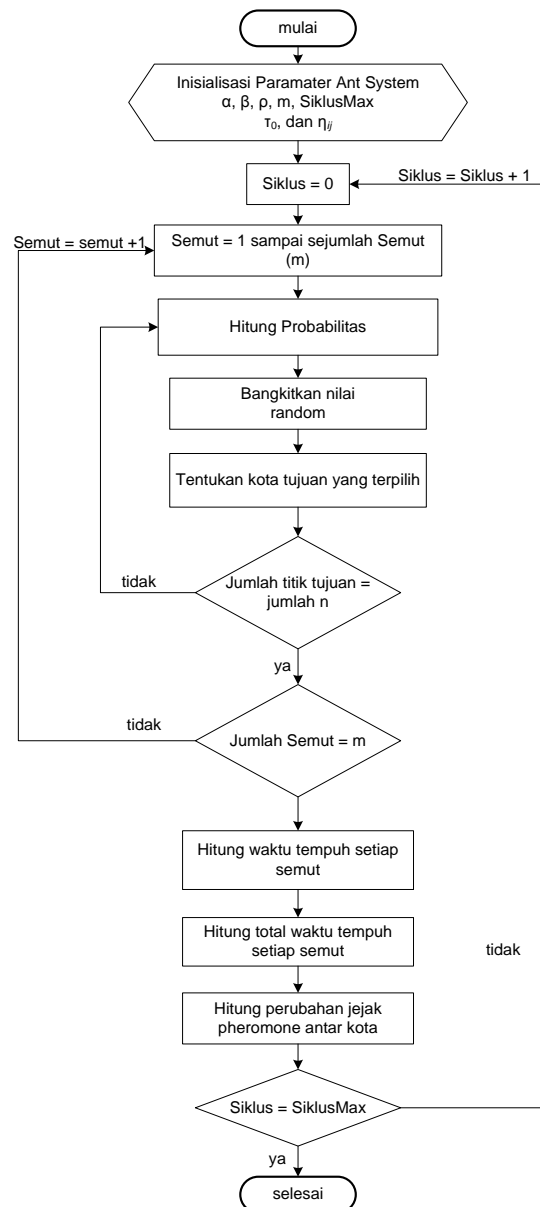 mulai
Inisialisasi Paramater Ant System
α, β, ρ, m, SiklusMax
τ₀, dan ηᵢⱼ
Siklus = 0
Siklus = Siklus + 1
Semut = semut +1
Semut = 1 sampai sejumlah Semut
(m)
Hitung Probabilitas
Bangkitkan nilai
random
Tentukan kota tujuan yang terpilih
Jumlah titik tujuan =
jumlah n
tidak
ya
tidak
Jumlah Semut = m
Hitung waktu tempuh setiap
semut
Hitung total waktu tempuh
setiap semut
tidak
Hitung perubahan jejak
pheromone antar kota
Siklus = SiklusMax
ya
selesai